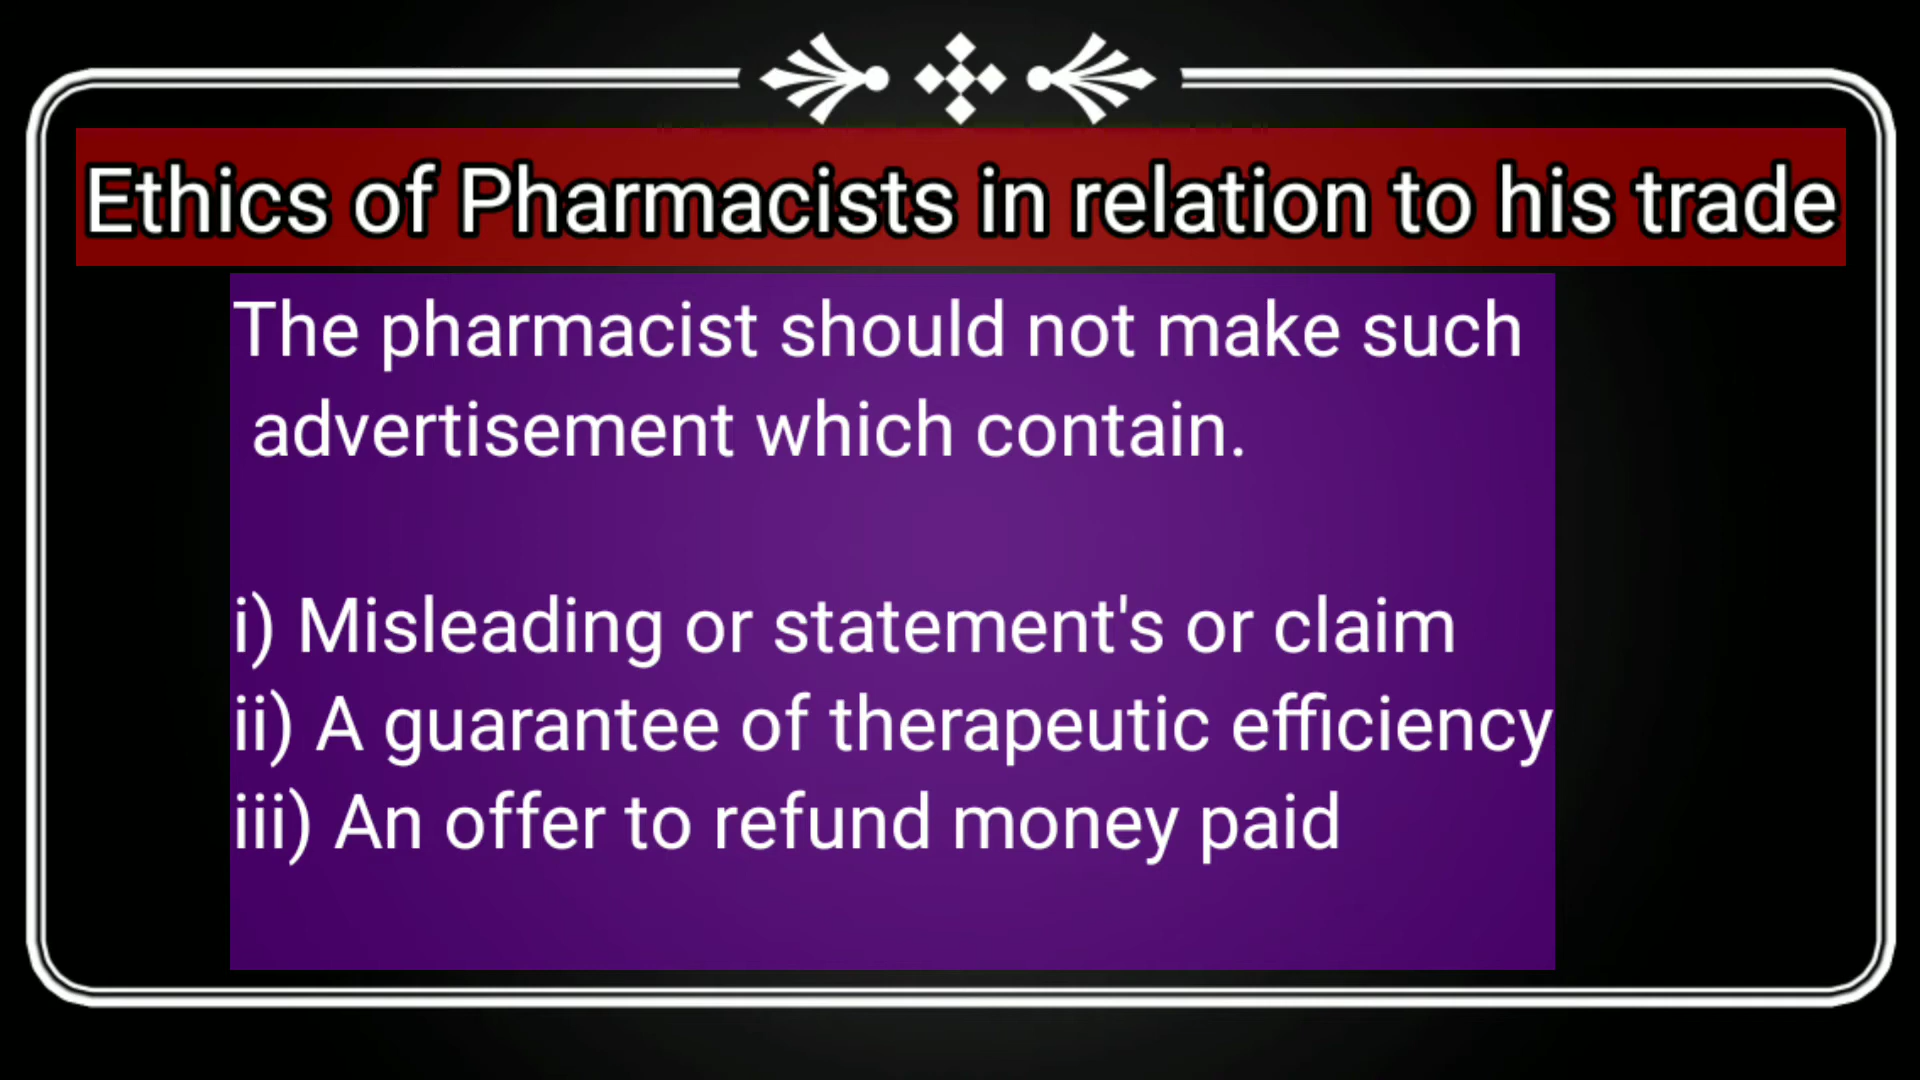 Ethics of Pharmacists in relation to his trade
The pharmacist should not make such
advertisement which contain.
i) Misleading or statement's or claim
ii) A guarantee of therapeutic efficiency
iii) An offer to refund money paid